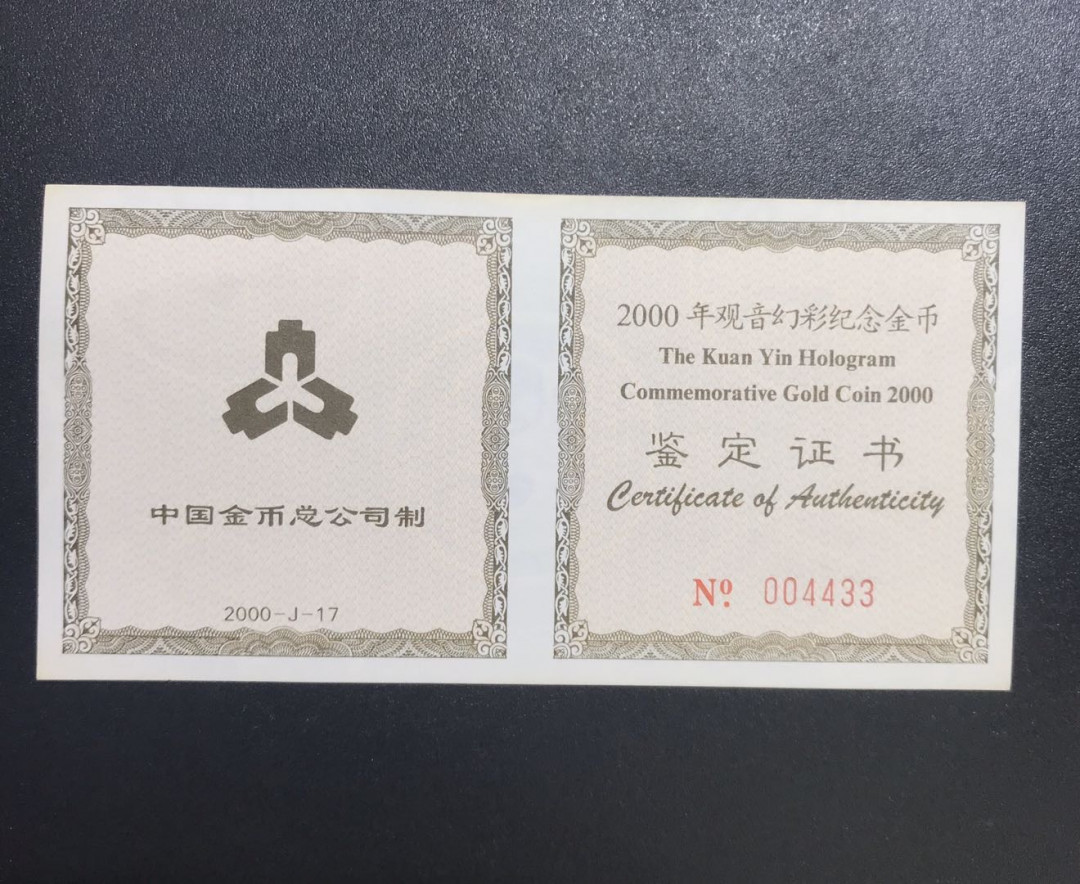 中国金币总公司制
2000-J-17
2000年观音幻彩纪念金币
The Kuan Yin Hologram
Commemorative Gold Coin 2000
鉴定证书
Certificate of Authenticity
Nº. 004433